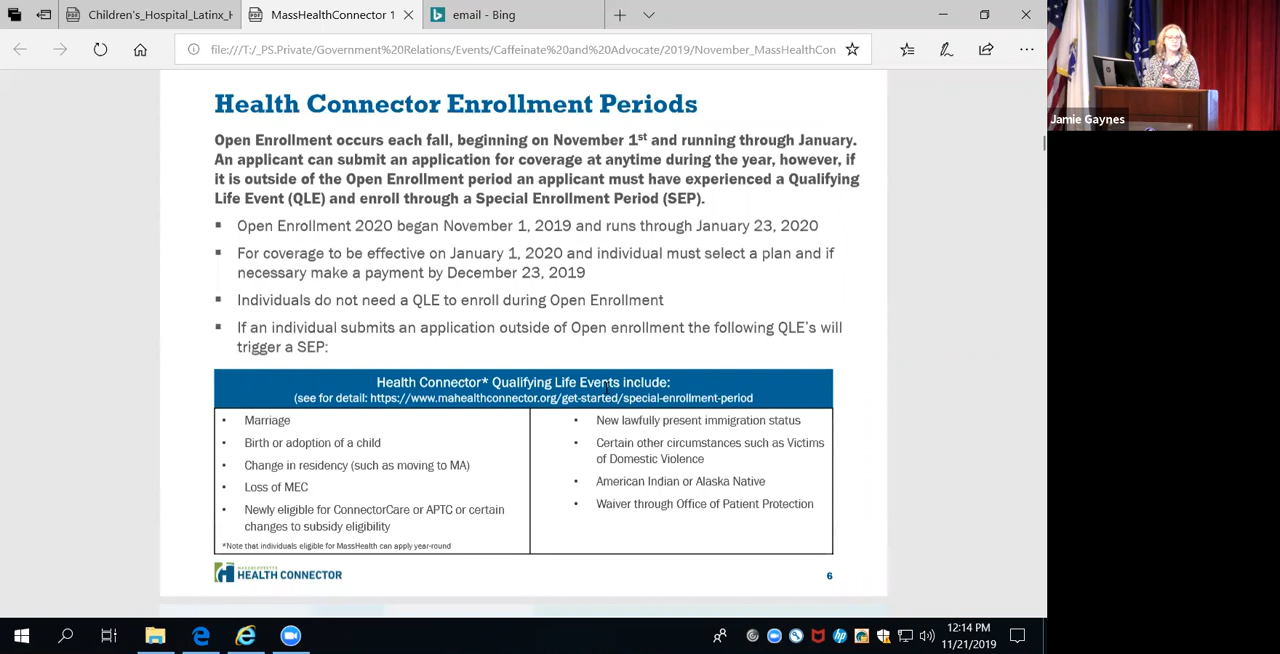 Children's_Hospital_Latinx_H
MassHealthConnector 1
email - Bing
file:///T:/_PS.Private/Government%20Relations/Events/Caffeinate%20and%20Advocate/2019/November_MassHealthCon
Jamie Gaynes
Health Connector Enrollment Periods
Open Enrollment occurs each fall, beginning on November 1st and running through January.
An applicant can submit an application for coverage at anytime during the year, however, if
it is outside of the Open Enrollment period an applicant must have experienced a Qualifying
Life Event (QLE) and enroll through a Special Enrollment Period (SEP).
▪ Open Enrollment 2020 began November 1, 2019 and runs through January 23, 2020
▪ For coverage to be effective on January 1, 2020 and individual must select a plan and if
necessary make a payment by December 23, 2019
▪ Individuals do not need a QLE to enroll during Open Enrollment
▪ If an individual submits an application outside of Open enrollment the following QLE's will
trigger a SEP:
Health Connector* Qualifying Life Events include:
(see for detail: https://www.mahealthconnector.org/get-started/special-enrollment-period
• Marriage
• Birth or adoption of a child
• Change in residency (such as moving to MA)
• Loss of MEC
• Newly eligible for ConnectorCare or APTC or certain
changes to subsidy eligibility
*Note that individuals eligible for MassHealth can apply year-round
• New lawfully present immigration status
• Certain other circumstances such as Victims
of Domestic Violence
• American Indian or Alaska Native
• Waiver through Office of Patient Protection
MASSACHUSETTS
HEALTH CONNECTOR
6
12:14 PM
11/21/2019